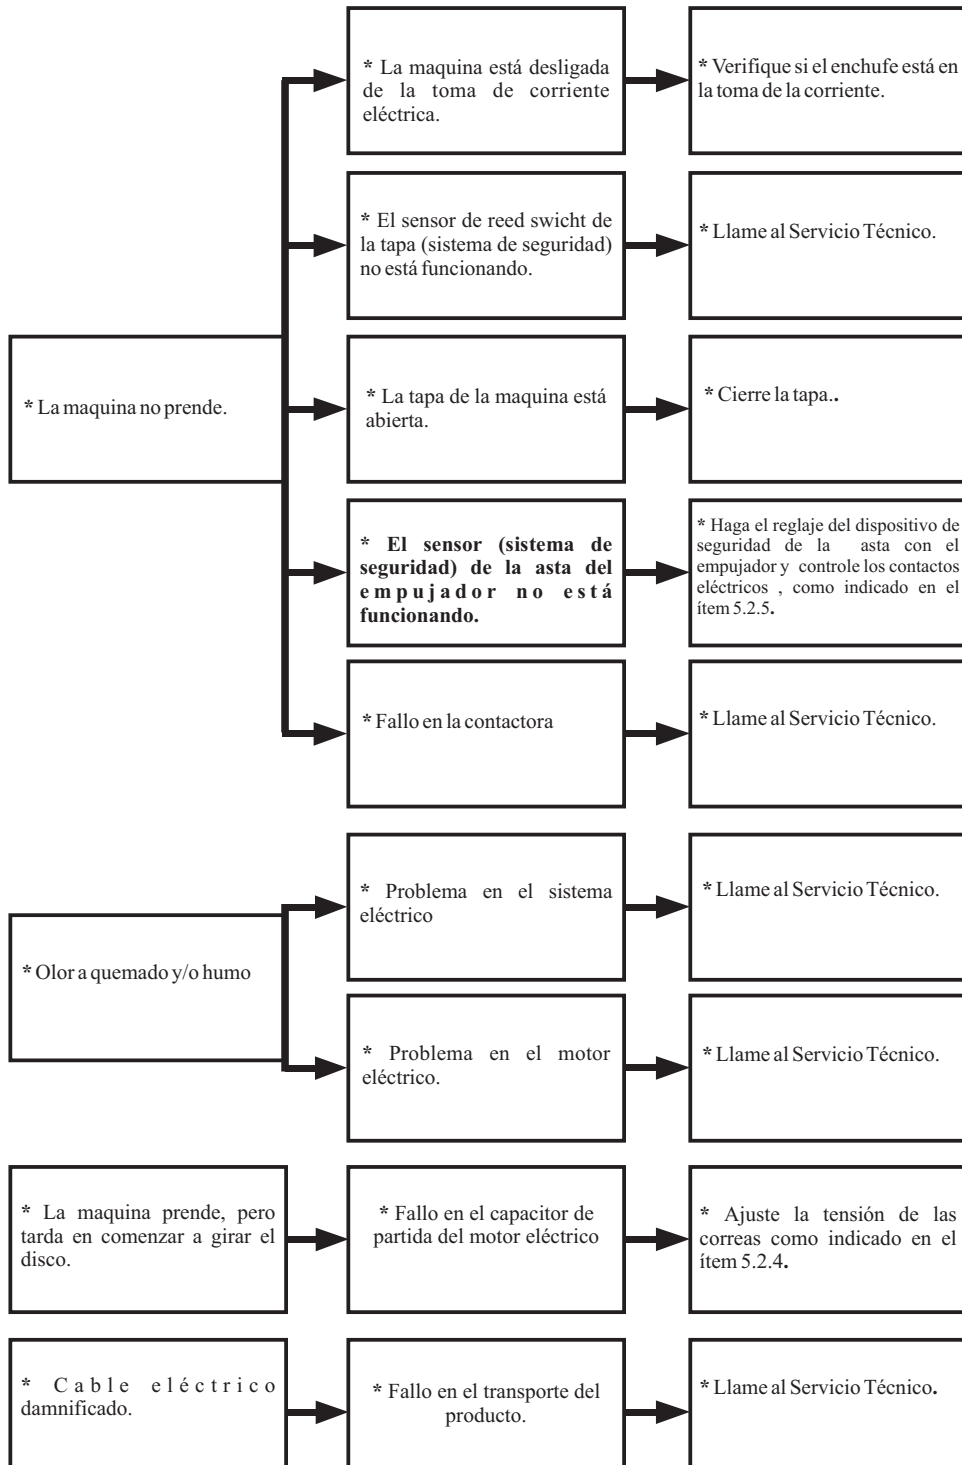 * La maquina está desligada
de la toma de corriente
eléctrica.
* Verifique si el enchufe está en
la toma de la corriente.
* El sensor de reed swicht de
la tapa (sistema de seguridad)
no está funcionando.
* Llame al Servicio Técnico.
* La maquina no prende.
* La tapa de la maquina está
abierta.
* Cierre la tapa..
* El sensor (sistema de
seguridad) de la asta del
empujador no está
funcionando.
* Haga el reglaje del dispositivo de
seguridad de la asta con el
empujador y controle los contactos
eléctricos , como indicado en el
ítem 5.2.5.
* Fallo en la contactora
* Llame al Servicio Técnico.
* Olor a quemado y/o humo
* Problema en el sistema
eléctrico
* Llame al Servicio Técnico.
* Problema en el motor
eléctrico.
* Llame al Servicio Técnico.
* La maquina prende, pero
tarda en comenzar a girar el
disco.
* Fallo en el capacitor de
partida del motor eléctrico
* Ajuste la tensión de las
correas como indicado en el
ítem 5.2.4.
* Cable eléctrico
damnificado.
* Fallo en el transporte del
producto.
* Llame al Servicio Técnico.